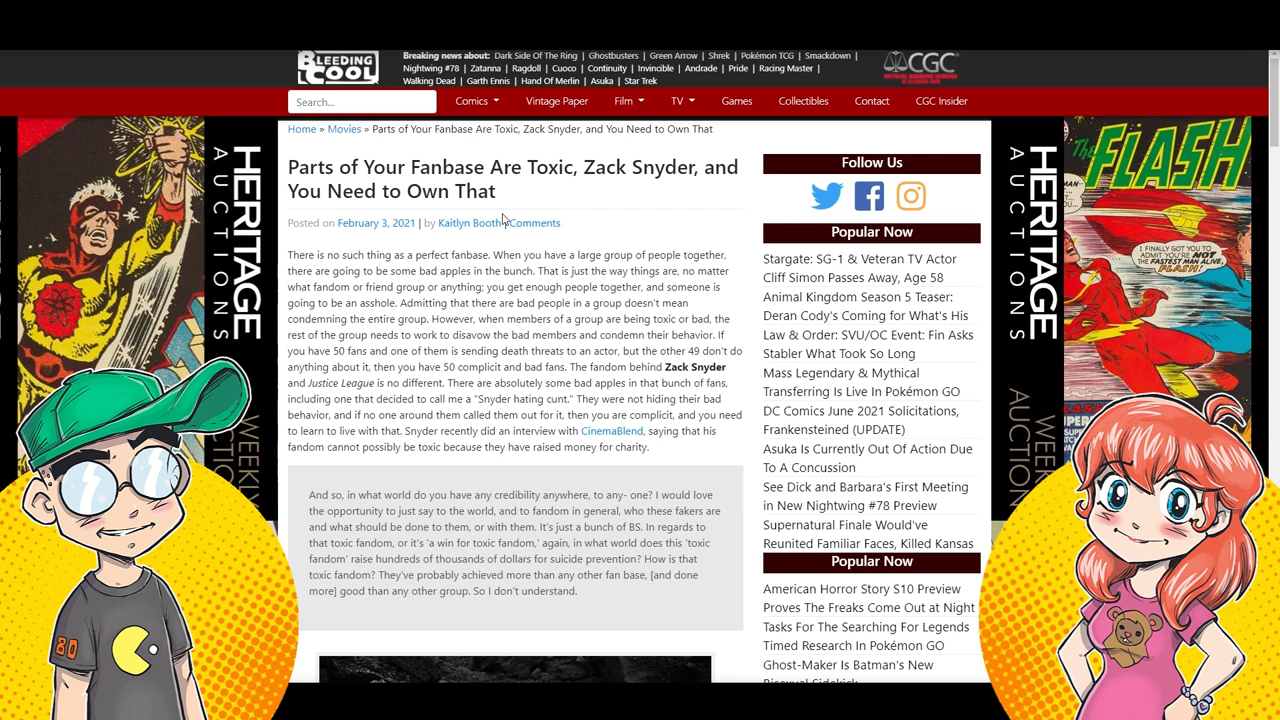 BLEEDING COOL
Breaking news about: Dark Side Of The Ring | Ghostbusters | Green Arrow | Shrek | Pokémon TCG | Smackdown |
Nightwing #78 | Zatanna | Ragdoll | Cuoco | Continuity | Invincible | Andrade | Pride | Racing Master |
Walking Dead | Garth Ennis | Hand Of Merlin | Asuka | Star Trek
CGC
Search...
Comics
Vintage Paper
Film
TV
Games
Collectibles
Contact
CGC Insider
Home » Movies » Parts of Your Fanbase Are Toxic, Zack Snyder, and You Need to Own That
Parts of Your Fanbase Are Toxic, Zack Snyder, and
You Need to Own That
Posted on February 3, 2021 | by Kaitlyn Booth Comments
There is no such thing as a perfect fanbase. When you have a large group of people together,
there are going to be some bad apples in the bunch. That is just the way things are, no matter
what fandom or friend group or anything; you get enough people together, and someone is
going to be an asshole. Admitting that there are bad people in a group doesn't mean
condemning the entire group. However, when members of a group are being toxic or bad, the
rest of the group needs to work to disavow the bad members and condemn their behavior. If
you have 50 fans and one of them is sending death threats to an actor, but the other 49 don't do
anything about it, then you have 50 complicit and bad fans. The fandom behind Zack Snyder
and Justice League is no different. There are absolutely some bad apples in that bunch of fans,
including one that decided to call me a "Snyder hating cunt." They were not hiding their bad
behavior, and if no one around them called them out for it, then you are complicit, and you need
to learn to live with that. Snyder recently did an interview with CinemaBlend, saying that his
fandom cannot possibly be toxic because they have raised money for charity.
And so, in what world do you have any credibility anywhere, to any- one? I would love
the opportunity to just say to the world, and to fandom in general, who these fakers are
and what should be done to them, or with them. It's just a bunch of BS. In regards to
that toxic fandom, or it's 'a win for toxic fandom,' again, in what world does this 'toxic
fandom' raise hundreds of thousands of dollars for suicide prevention? How is that
toxic fandom? They've probably achieved more than any other fan base, [and done
more] good than any other group. So I don't understand.
Follow Us
Popular Now
Stargate: SG-1 & Veteran TV Actor
Cliff Simon Passes Away, Age 58
Animal Kingdom Season 5 Teaser:
Deran Cody's Coming for What's His
Law & Order: SVU/OC Event: Fin Asks
Stabler What Took So Long
Mass Legendary & Mythical
Transferring Is Live In Pokémon GO
DC Comics June 2021 Solicitations,
Frankensteined (UPDATE)
Asuka Is Currently Out Of Action Due
To A Concussion
See Dick and Barbara's First Meeting
in New Nightwing #78 Preview
Supernatural Finale Would've
Reunited Familiar Faces, Killed Kansas
Popular Now
American Horror Story S10 Preview
Proves The Freaks Come Out at Night
Tasks For The Searching For Legends
Timed Research In Pokémon GO
Ghost-Maker Is Batman's New
Bisexual Sidekick
HERITAGE
AUCTIONS
WEEKLY
HERITAGE
AUCTIONS
WEEKLY
AUCTION
The FLASH
I FINALLY GOT YOU TO
ADMIT YOU'RE NOT
THE FASTEST MAN ALIVE,
FLASH!
80